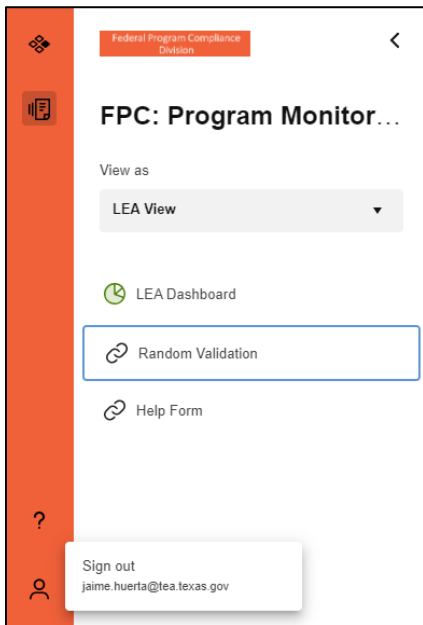 Federal Program Compliance
Division
FPC: Program Monitor...
View as
LEA View
LEA Dashboard
Random Validation
Help Form
?
Sign out
jaime.huerta@tea.texas.gov